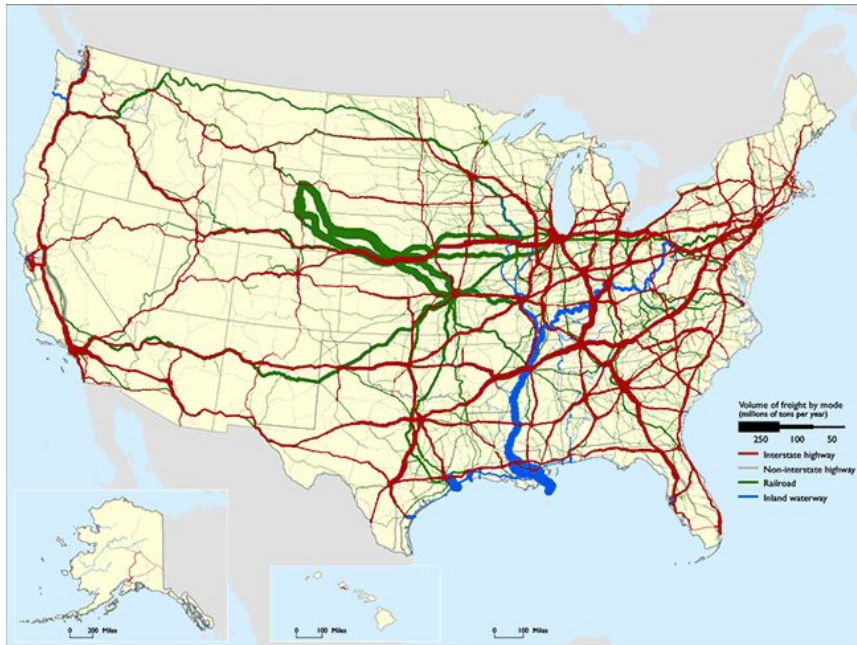 Volume of freight by mode
(millions of tons per year)
250 100 50
Interstate highway
Non-interstate highway
Railroad
Inland waterway
0 200 Miles
0 100 Miles
0 100 Miles